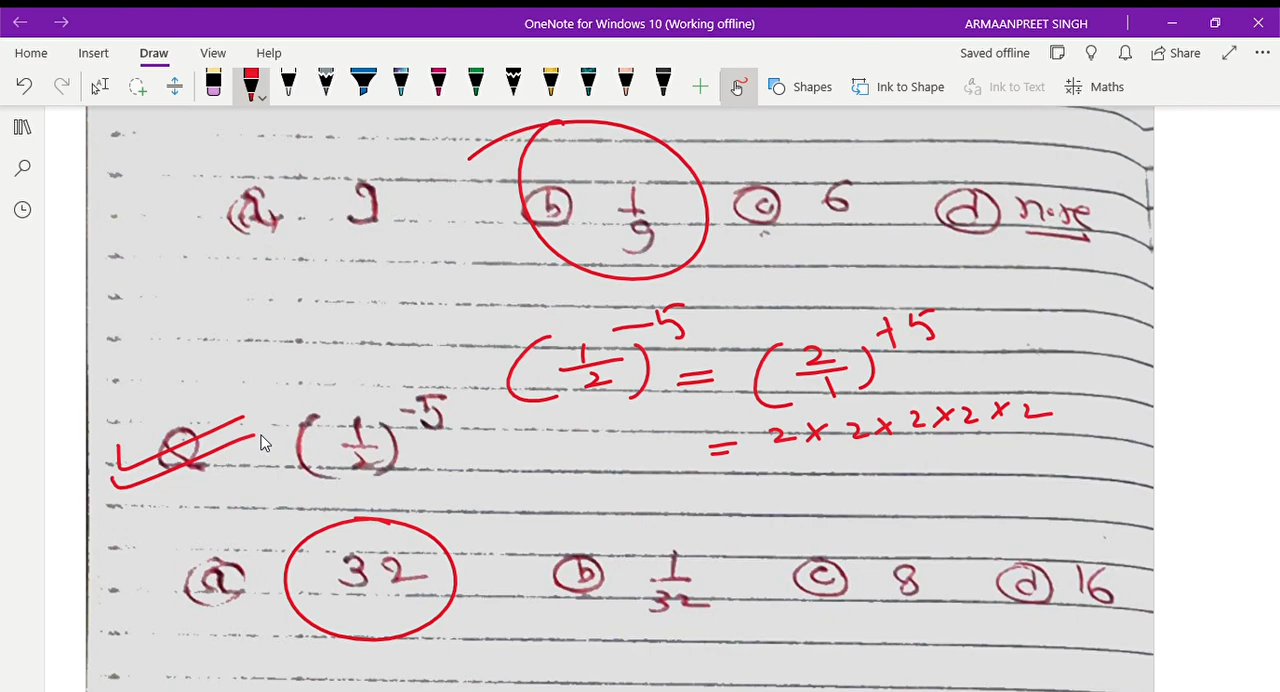 OneNote for Windows 10 (Working offline)
ARMAANPREET SINGH
Home Insert Draw View Help
Saved offline Share
Shapes Ink to Shape Ink to Text Maths
(a) 9 (b) 1/9 (c) 6 (d) none
(1/2)^-5 = (2/1)^+5
= 2 × 2 × 2 × 2 × 2
Q (1/2)^-5
(a) 32 (b) 1/32 (c) 8 (d) 16